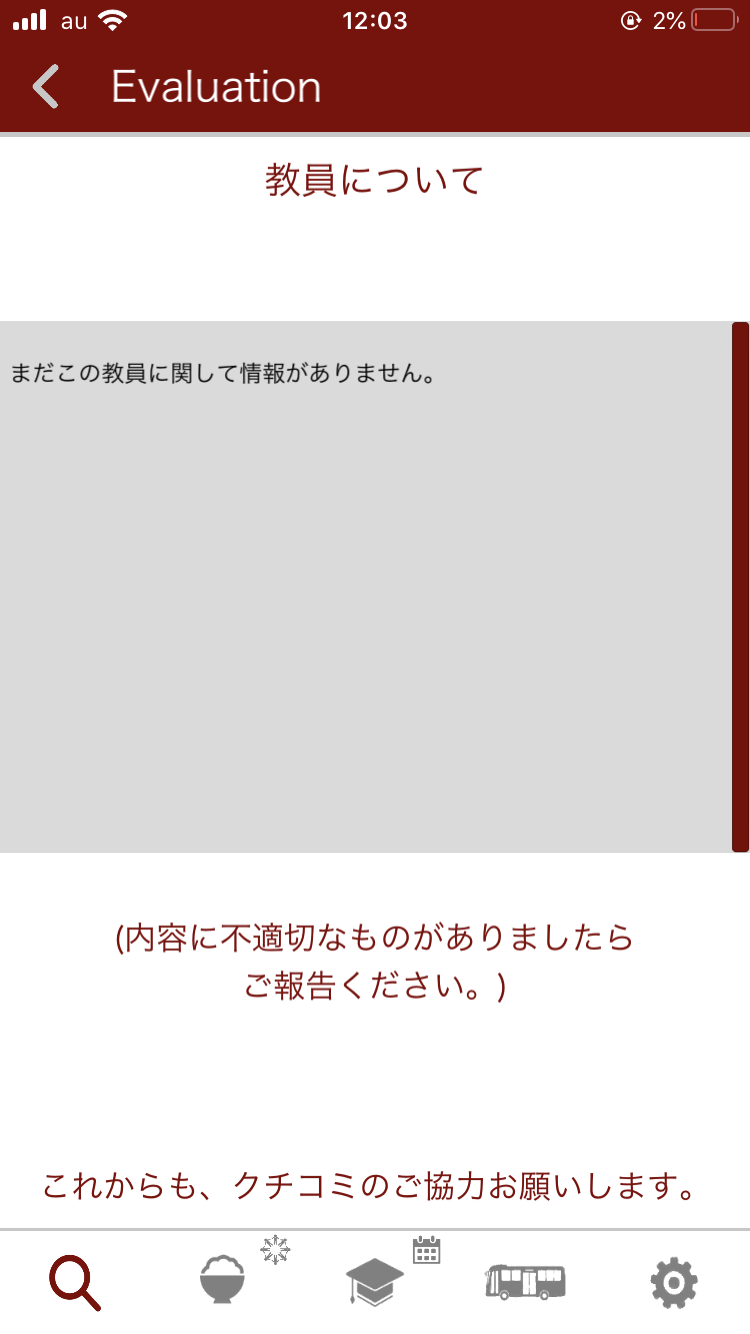 au 12:03 2%
Evaluation
教員について
まだこの教員に関して情報がありません。
(内容に不適切なものがありましたら
ご報告ください。)
これからも、クチコミのご協力お願いします。